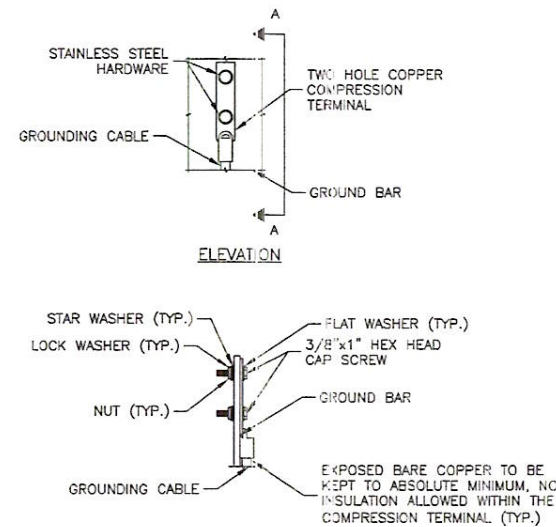 A
STAINLESS STEEL
HARDWARE
TWO HOLE COPPER
COMPRESSION
TERMINAL
GROUNDING CABLE
GROUND BAR
A
ELEVATION
STAR WASHER (TYP.)
FLAT WASHER (TYP.)
LOCK WASHER (TYP.)
3/8"x1" HEX HEAD
CAP SCREW
NUT (TYP.)
GROUND BAR
GROUNDING CABLE
EXPOSED BARE COPPER TO BE
KEPT TO ABSOLUTE MINIMUM, NO
INSULATION ALLOWED WITHIN THE
COMPRESSION TERMINAL (TYP.)